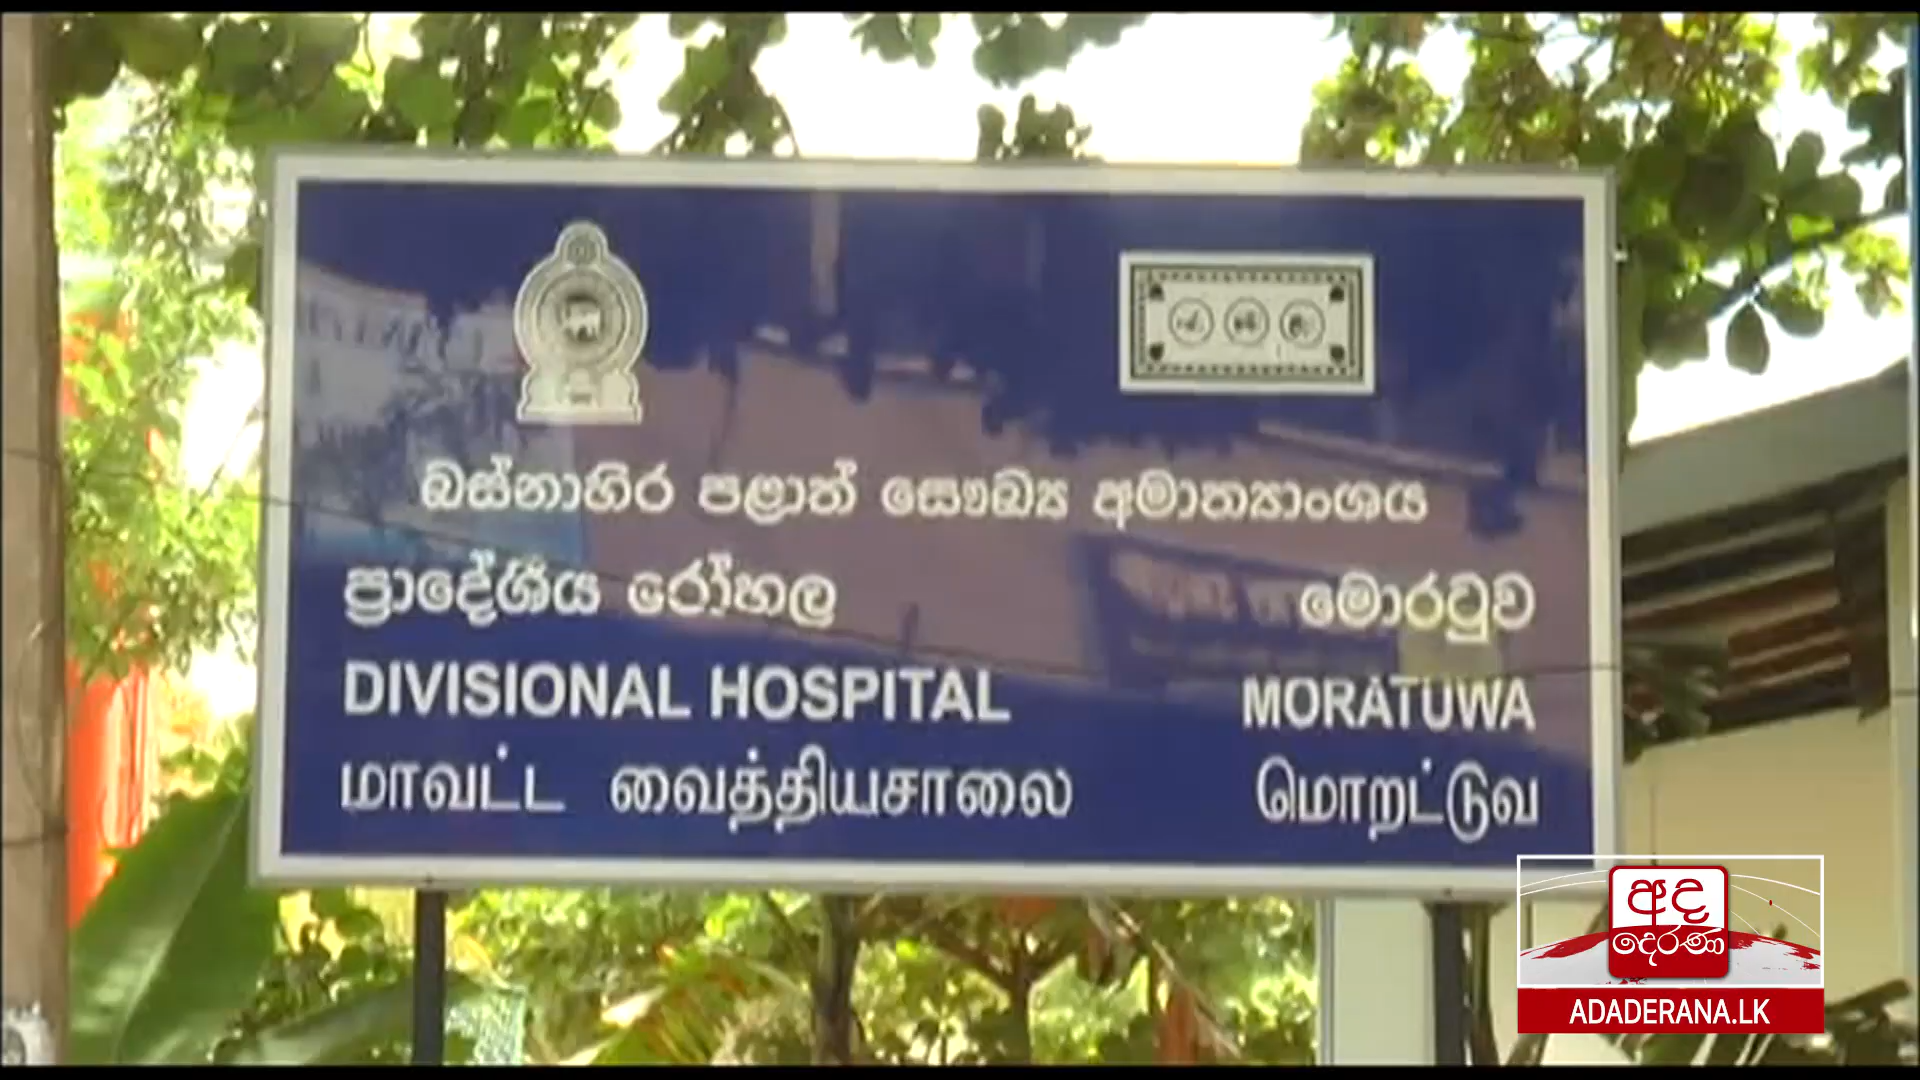 බස්නාහිර පළාත් සෞඛ්‍ය අමාත්‍යාංශය
ප්‍රාදේශීය රෝහල මොරටුව
DIVISIONAL HOSPITAL MORATUWA
மாவட்ட வைத்தியசாலை மொறட்டுவ
අද
දෙරණ
ADADERANA.LK